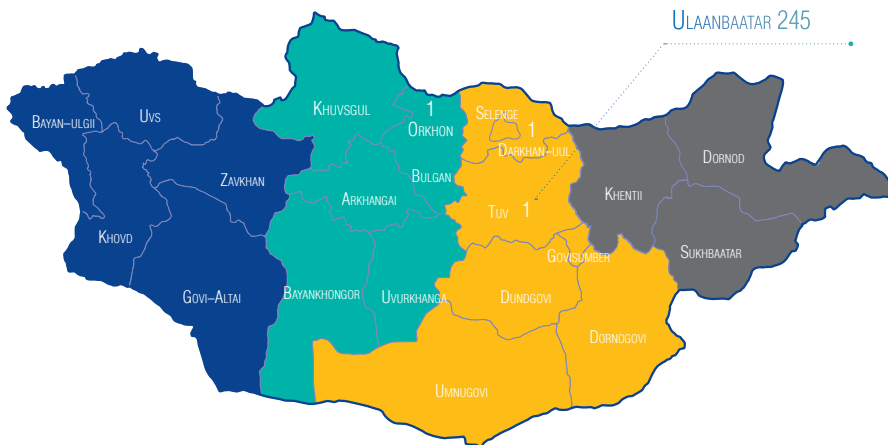 Ulaanbaatar 245
Bayan–ulgii
Uvs
Khuvsgul
1
Orkhon
Selenge
1
Darkhan–uul
Dornod
Zavkhan
Arkhangai
Bulgan
Khentii
Tuv 1
Khovd
Govisumber
Sukhbaatar
Govi–Altai
Bayankhongor
Uvurkhanga
Dundgovi
Dornogovi
Umnugovi